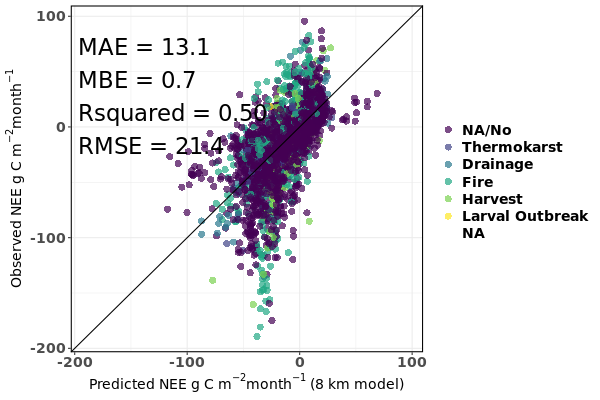 100
0
-100
-200
-200
-100
0
100
Observed NEE g C m⁻²month⁻¹
Predicted NEE g C m⁻²month⁻¹ (8 km model)
MAE = 13.1
MBE = 0.7
Rsquared = 0.50
RMSE = 21.4
NA/No
Thermokarst
Drainage
Fire
Harvest
Larval Outbreak
NA